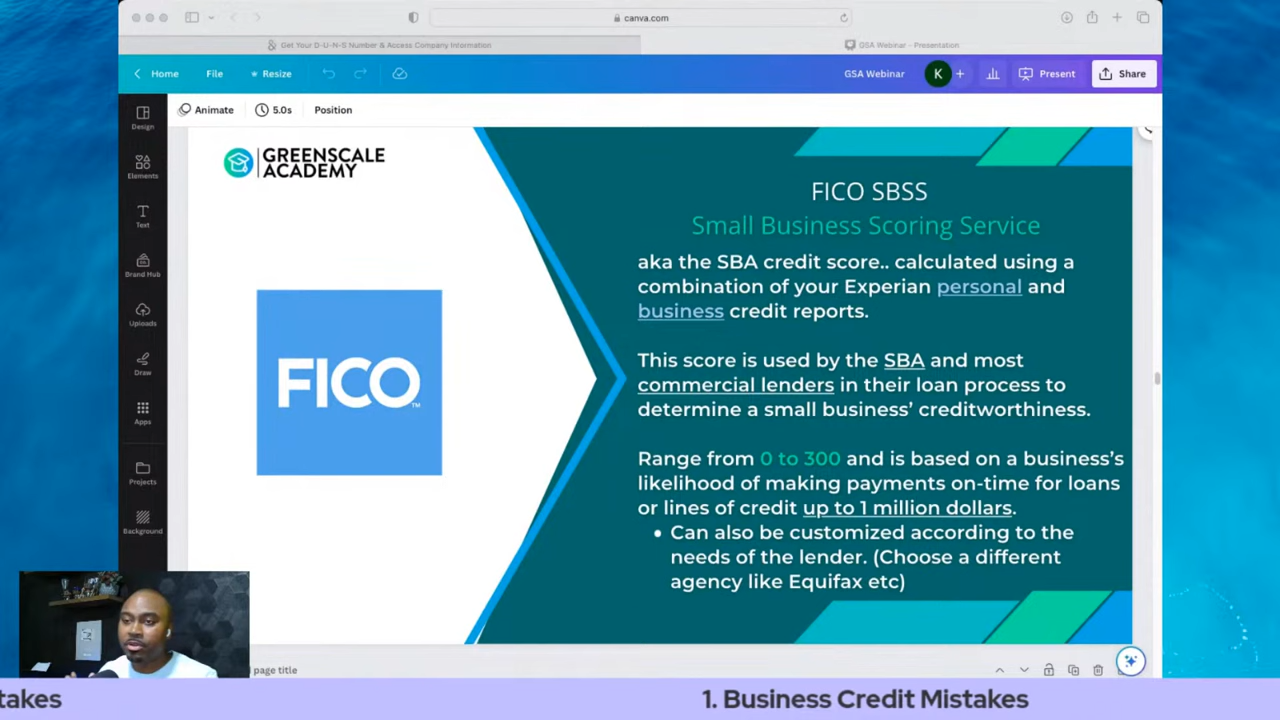 canva.com
Get Your D-U-N-S Number & Access Company Information
GSA Webinar - Presentation
Home
File
Resize
GSA Webinar
K
Present
Share
Animate
5.0s
Position
Design
Elements
Text
Brand Hub
Uploads
Draw
Apps
Projects
Background
GREENSCALE
ACADEMY
FICO
TM
FICO SBSS
Small Business Scoring Service
aka the SBA credit score.. calculated using a
combination of your Experian personal and
business credit reports.
This score is used by the SBA and most
commercial lenders in their loan process to
determine a small business' creditworthiness.
Range from 0 to 300 and is based on a business's
likelihood of making payments on-time for loans
or lines of credit up to 1 million dollars.
• Can also be customized according to the
needs of the lender. (Choose a different
agency like Equifax etc)
page title
takes
1. Business Credit Mistakes